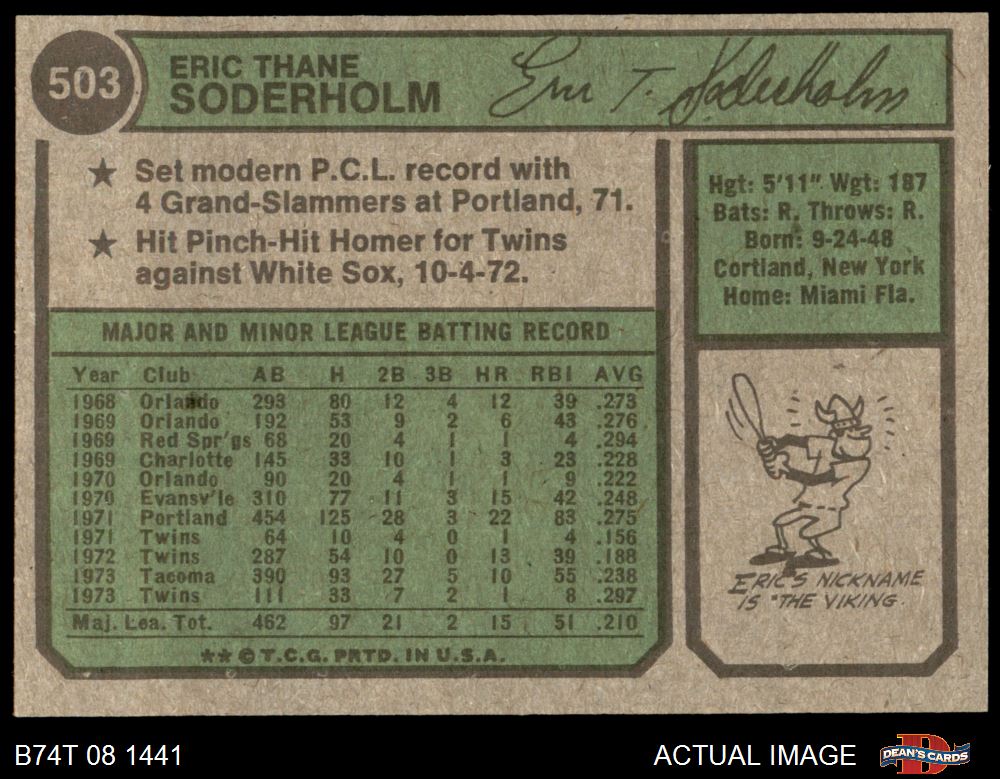 503
ERIC THANE
SODERHOLM
Eric T. Soderholm
★ Set modern P.C.L. record with
4 Grand-Slammers at Portland, 71.
★ Hit Pinch-Hit Homer for Twins
against White Sox, 10-4-72.
Hgt: 5'11" Wgt: 187
Bats: R. Throws: R.
Born: 9-24-48
Cortland, New York
Home: Miami Fla.
MAJOR AND MINOR LEAGUE BATTING RECORD
Year Club AB H 2B 3B HR RBI AVG
1968 Orlando 293 80 12 4 12 39 .273
1969 Orlando 192 53 9 2 6 43 .276
1969 Red Spr'gs 68 20 4 1 1 4 .294
1969 Charlotte 145 33 10 1 3 23 .228
1970 Orlando 90 20 4 1 1 9 .222
1970 Evansv'le 310 77 11 3 15 42 .248
1971 Portland 454 125 28 3 22 83 .275
1971 Twins 64 10 4 0 1 4 .156
1972 Twins 287 54 10 0 13 39 .188
1973 Tacoma 390 93 27 5 10 55 .238
1973 Twins 111 33 7 2 1 8 .297
Maj. Lea. Tot. 462 97 21 2 15 51 .210
**© T.C.G. PRTD. IN U.S.A.
ERIC'S NICKNAME
IS "THE VIKING.
B74T 08 1441
ACTUAL IMAGE
D
DEAN'S CARDS